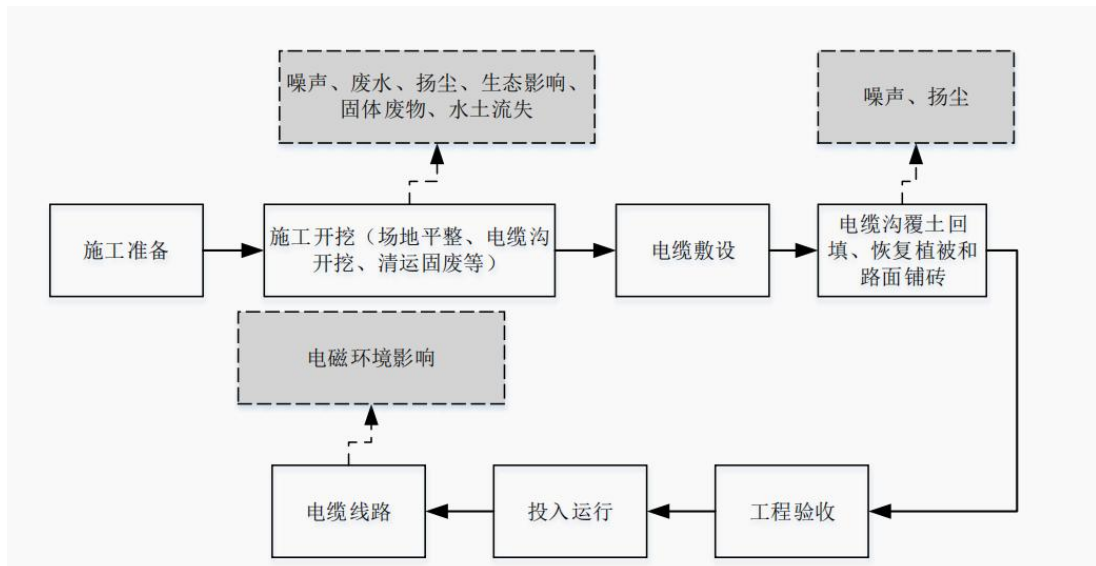 噪声、废水、扬尘、生态影响、
固体废物、水土流失
噪声、扬尘
施工准备
施工开挖（场地平整、电缆沟
开挖、清运固废等）
电缆敷设
电缆沟覆土回
填、恢复植被和
路面铺砖
电磁环境影响
电缆线路
投入运行
工程验收